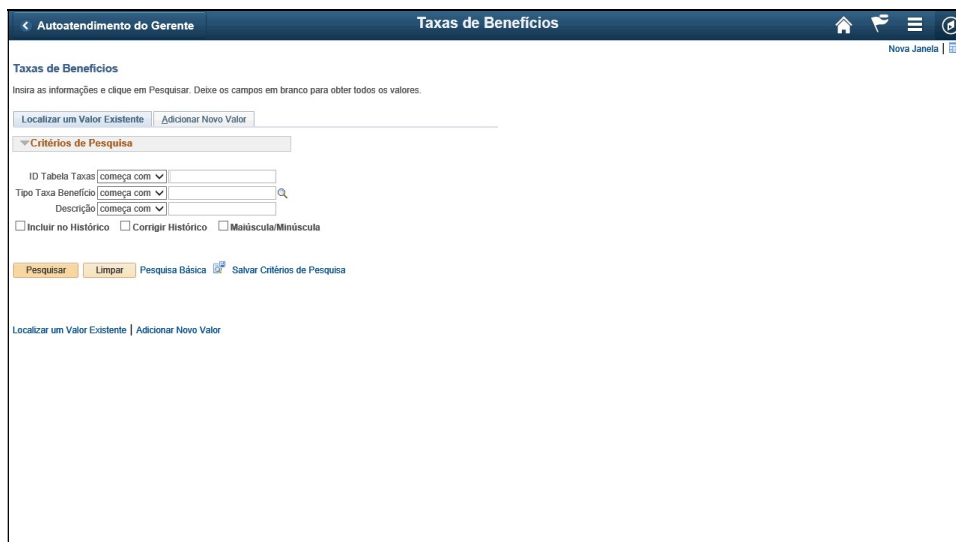 Autoatendimento do Gerente Taxas de Benefícios
Nova Janela |
Taxas de Benefícios
Insira as informações e clique em Pesquisar. Deixe os campos em branco para obter todos os valores.
Localizar um Valor Existente Adicionar Novo Valor
Critérios de Pesquisa
ID Tabela Taxas começa com
Tipo Taxa Benefício começa com
Descrição começa com
Incluir no Histórico Corrigir Histórico Maiúscula/Minúscula
Pesquisar Limpar Pesquisa Básica Salvar Critérios de Pesquisa
Localizar um Valor Existente | Adicionar Novo Valor